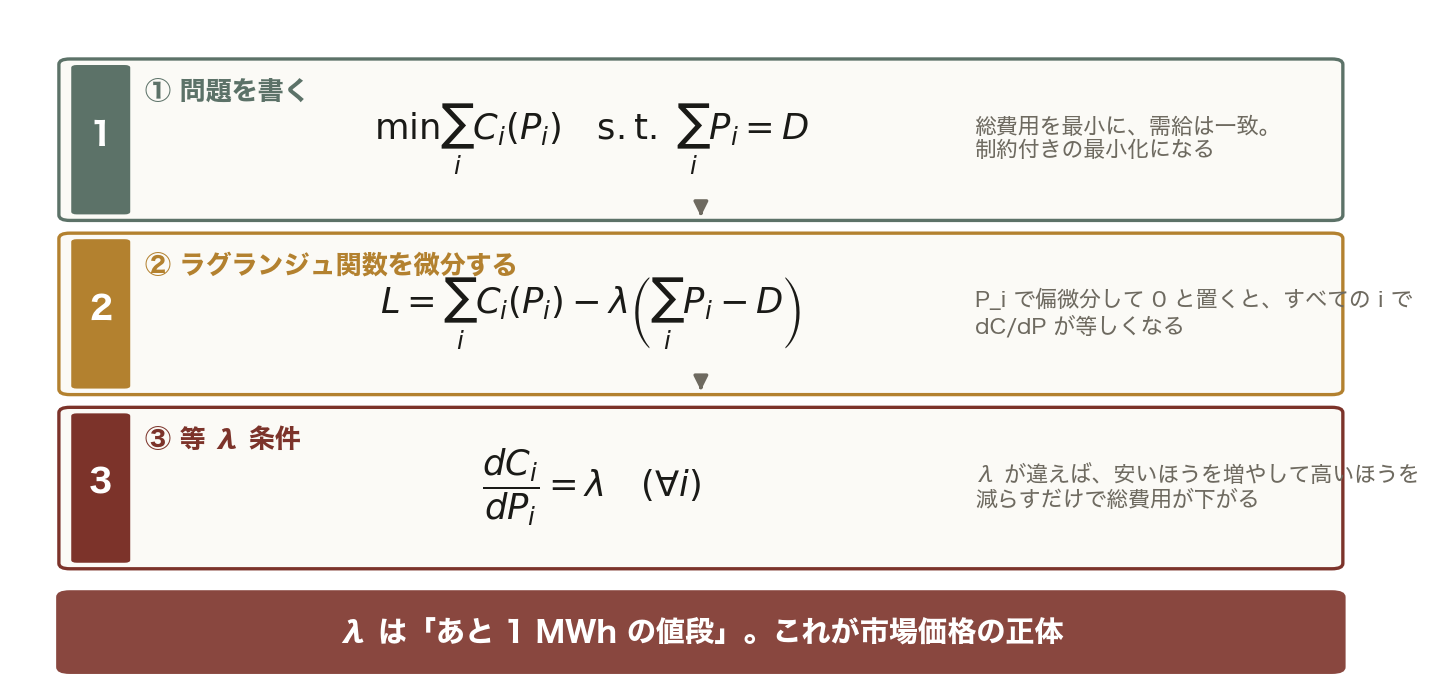 1
① 問題を書く
min∑C_i(P_i) s.t. ∑P_i = D
i i
総費用を最小に、需給は一致。
制約付きの最小化になる
▼
2
② ラグランジュ関数を微分する
L = ∑C_i(P_i) − λ(∑P_i − D)
i i
P_i で偏微分して 0 と置くと、すべての i で
dC/dP が等しくなる
▼
3
③ 等 λ 条件
dC_i/dP_i = λ (∀i)
λ が違えば、安いほうを増やして高いほうを
減らすだけで総費用が下がる
λ は「あと 1 MWh の値段」。これが市場価格の正体